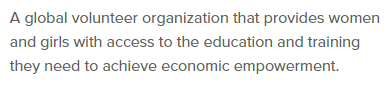 A global volunteer organization that provides women
and girls with access to the education and training
they need to achieve economic empowerment.